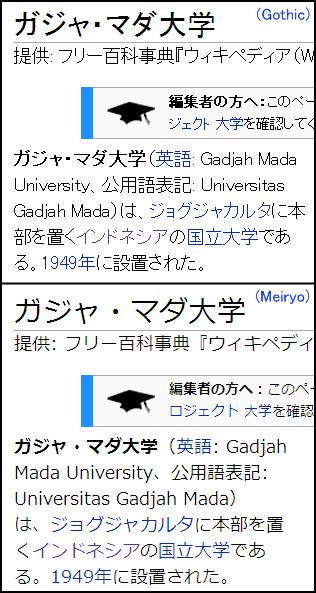 ガジャ・マダ大学 (Gothic)
提供: フリー百科事典『ウィキペディア(W
編集者の方へ:このペー
ジェクト 大学を確認してく
ガジャ・マダ大学(英語: Gadjah Mada
University、公用語表記: Universitas
Gadjah Mada)は、ジョグジャカルタに本
部を置くインドネシアの国立大学であ
る。1949年に設置された。
ガジャ・マダ大学 (Meiryo)
提供: フリー百科事典『ウィキペディ
編集者の方へ:このペー
ロジェクト 大学を確認
ガジャ・マダ大学(英語: Gadjah
Mada University、公用語表記:
Universitas Gadjah Mada)
は、ジョグジャカルタに本部を置
くインドネシアの国立大学であ
る。1949年に設置された。